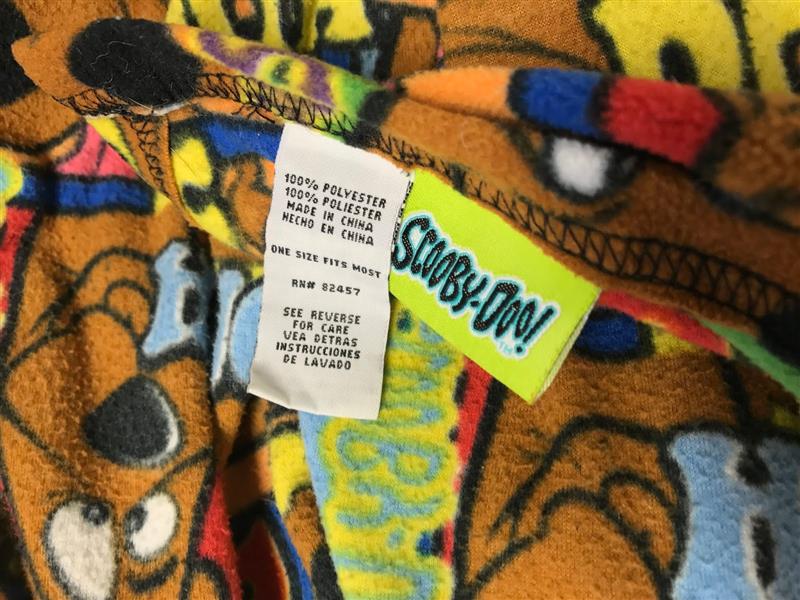 100% POLYESTER
100% POLIESTER
MADE IN CHINA
HECHO EN CHINA
ONE SIZE FITS MOST
RN# 82457
SEE REVERSE
FOR CARE
VEA DETRAS
INSTRUCCIONES
DE LAVADO
SCOOBY-DOO!